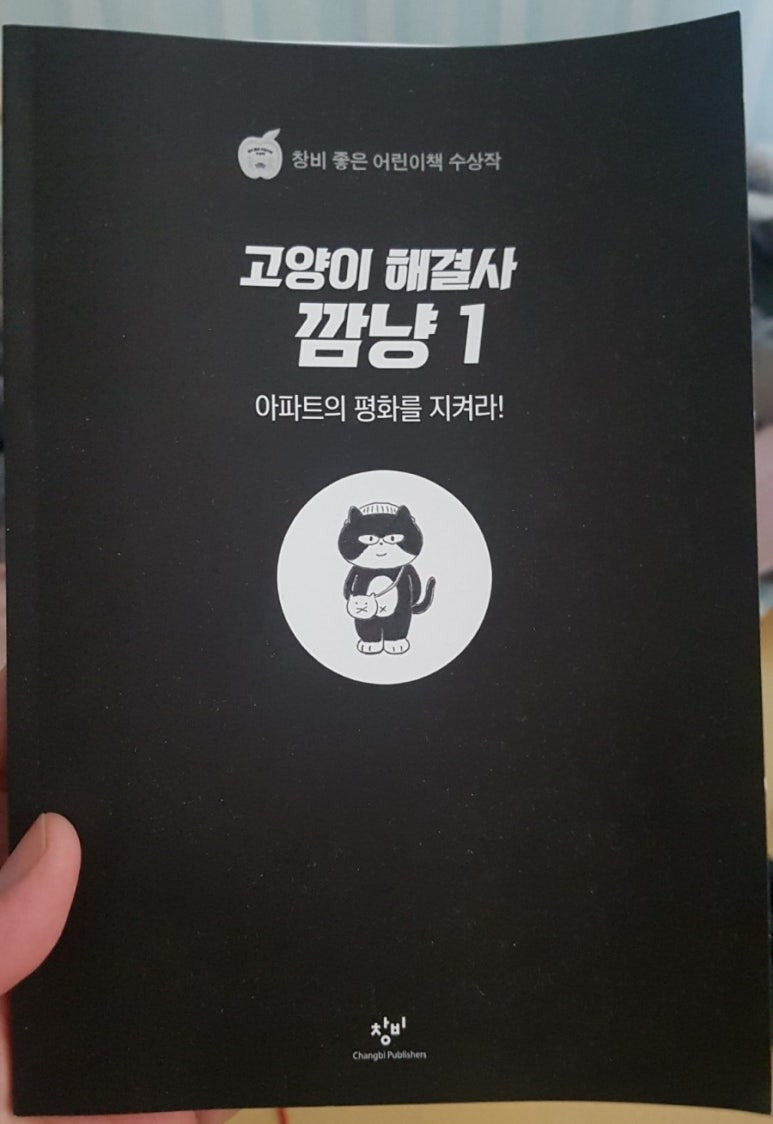 창비 좋은 어린이책 수상작
고양이 해결사
깜냥 1
아파트의 평화를 지켜라!
창비
Changbi Publishers